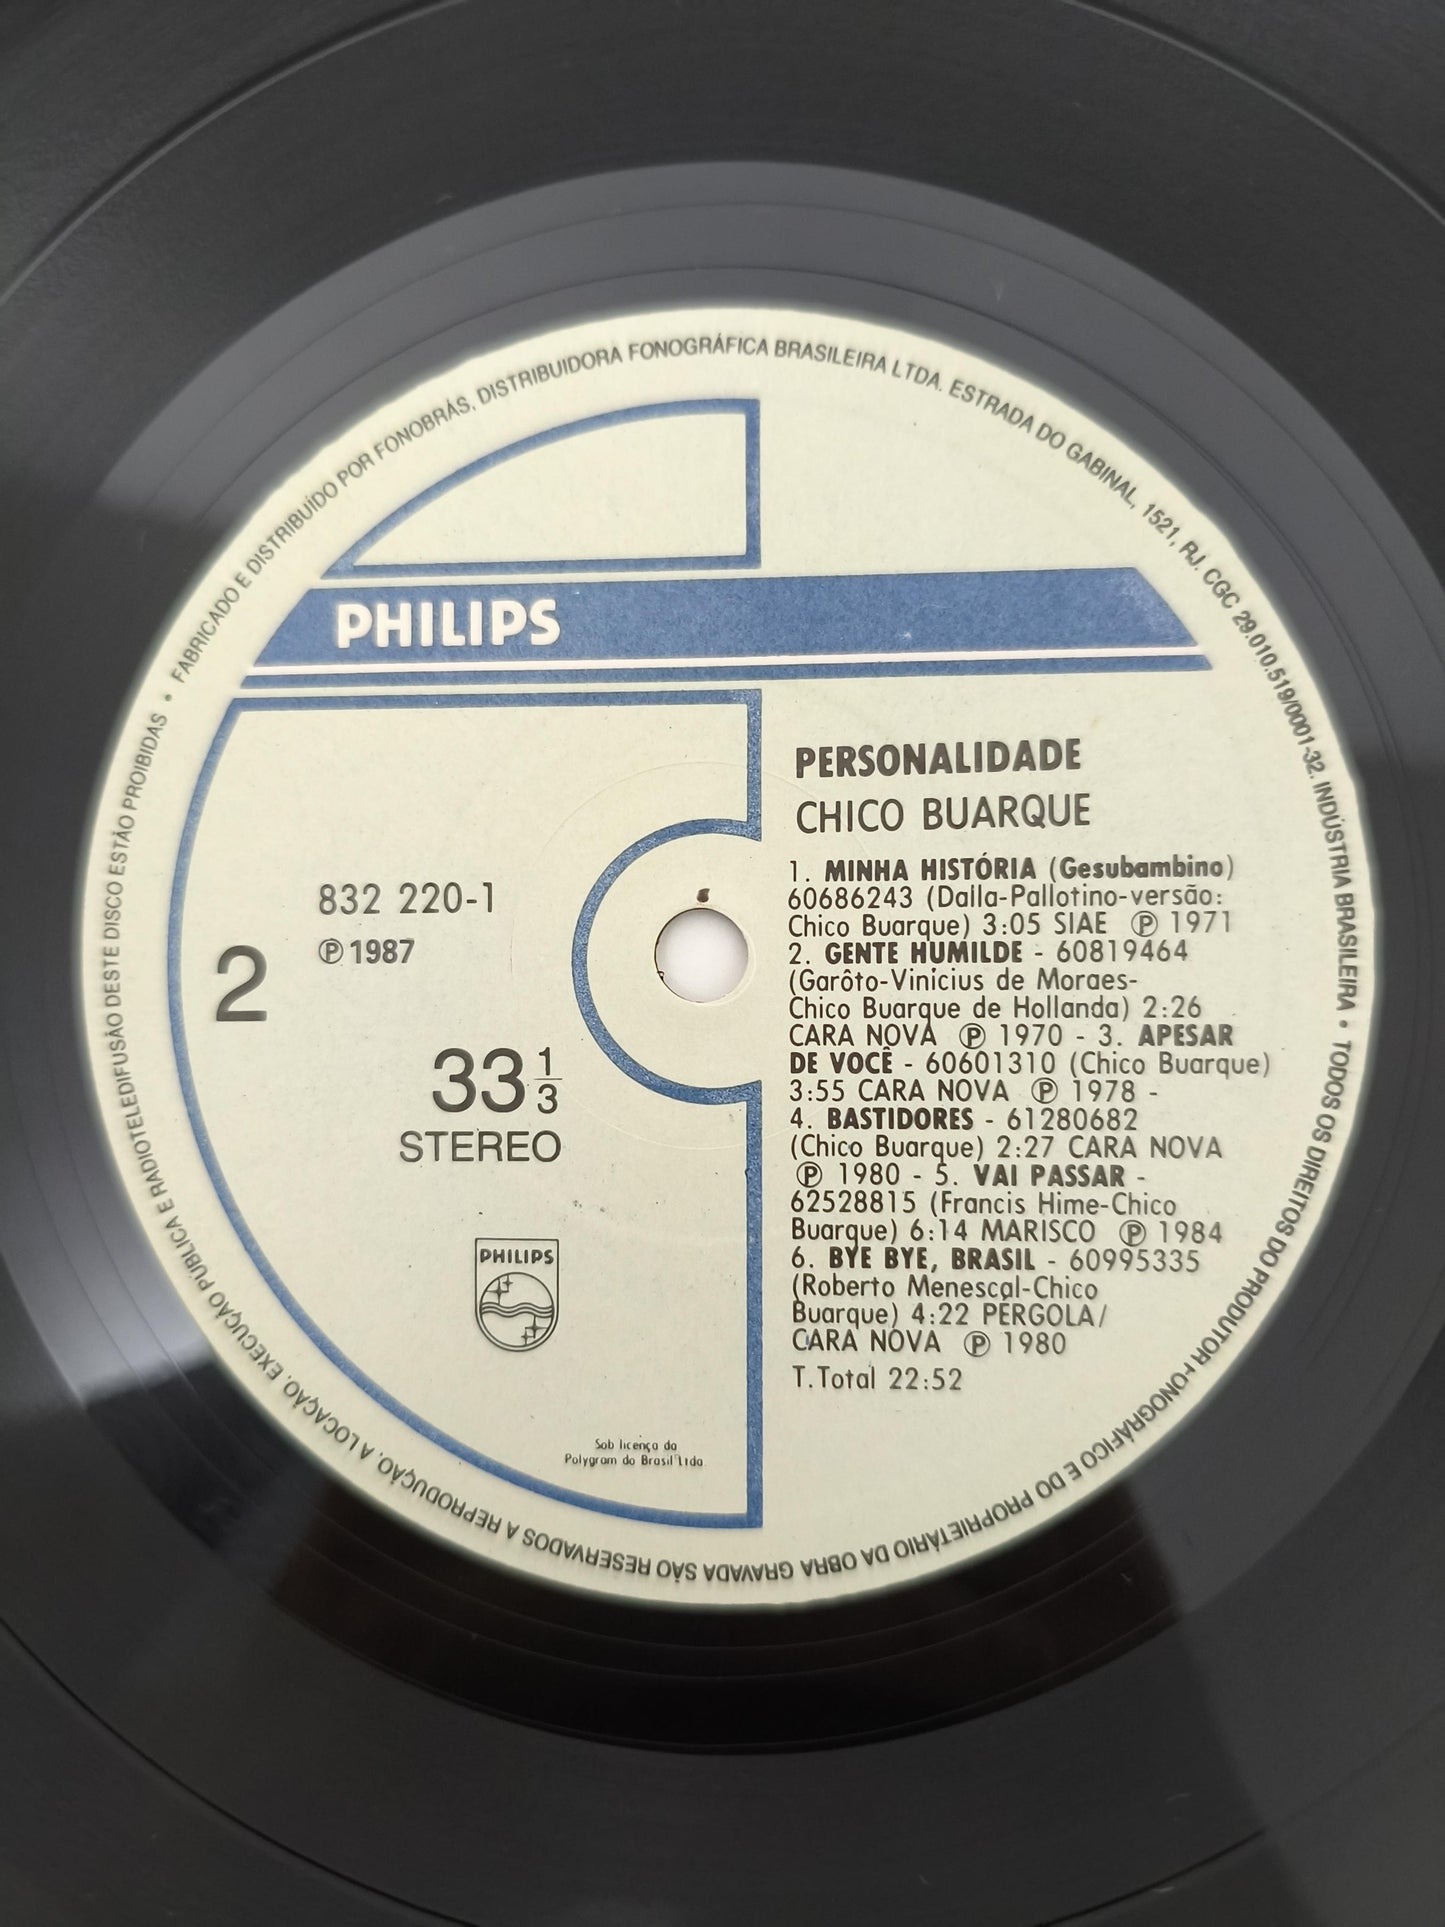 FABRICADO E DISTRIBUÍDO POR FONOBRÁS, DISTRIBUIDORA FONOGRÁFICA BRASILEIRA LTDA. ESTRADA DO GABINAL, 1521, RJ. CGC 29.010.519/0001-32. INDÚSTRIA BRASILEIRA • TODOS OS DIREITOS DO PRODUTOR FONOGRÁFICO E DO PROPRIETÁRIO DA OBRA GRAVADA SÃO RESERVADOS A REPRODUÇÃO, A LOCAÇÃO, EXECUÇÃO PÚBLICA E RADIOTELEDIFUSÃO DESTE DISCO ESTÃO PROIBIDAS •
PHILIPS
832 220-1
℗ 1987
2
33 1/3
STEREO
PHILIPS
Sob licença da
Polygram do Brasil Ltda
PERSONALIDADE
CHICO BUARQUE
1. MINHA HISTÓRIA (Gesubambino)
60686243 (Dalla-Pallotino-versão:
Chico Buarque) 3:05 SIAE ℗ 1971
2. GENTE HUMILDE - 60819464
(Garôto-Vinícius de Moraes-
Chico Buarque de Hollanda) 2:26
CARA NOVA ℗ 1970 - 3. APESAR
DE VOCÊ - 60601310 (Chico Buarque)
3:55 CARA NOVA ℗ 1978 -
4. BASTIDORES - 61280682
(Chico Buarque) 2:27 CARA NOVA
℗ 1980 - 5. VAI PASSAR -
62528815 (Francis Hime-Chico
Buarque) 6:14 MARISCO ℗ 1984
6. BYE BYE, BRASIL - 60995335
(Roberto Menescal-Chico
Buarque) 4:22 PÉRGOLA/
CARA NOVA ℗ 1980
T.Total 22:52